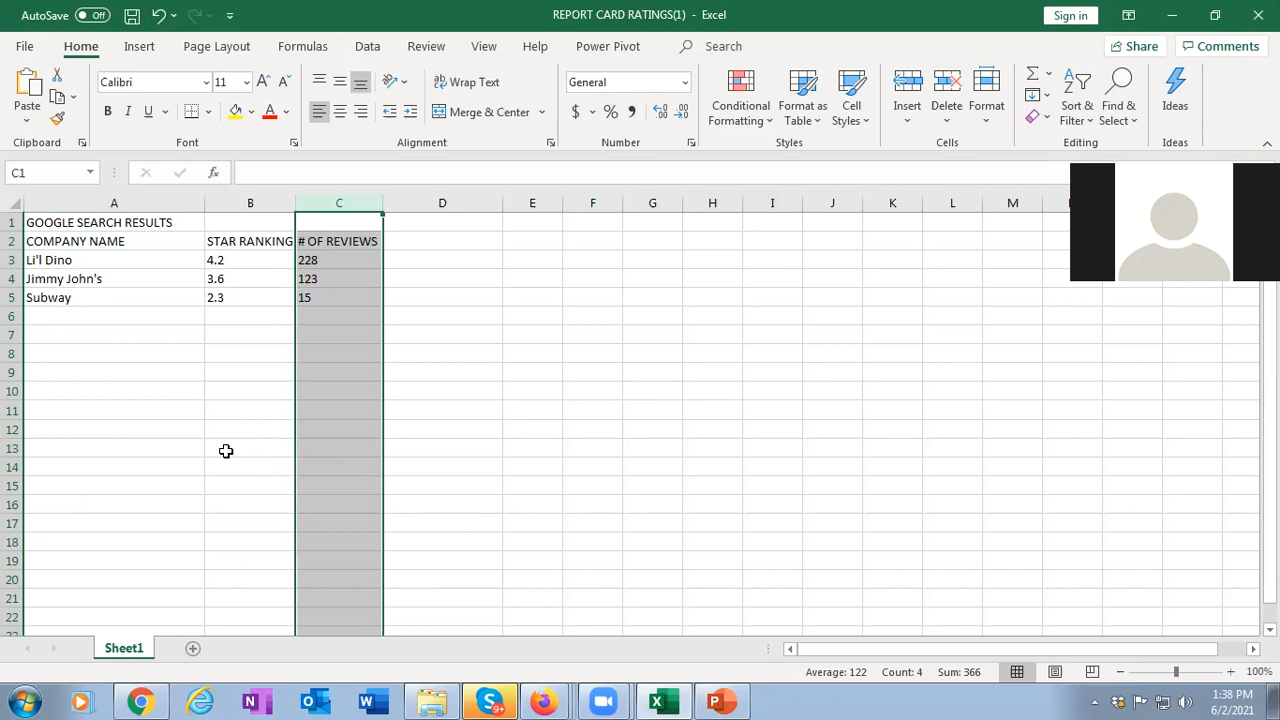 AutoSave Off REPORT CARD RATINGS(1) - Excel Sign in
File Home Insert Page Layout Formulas Data Review View Help Power Pivot Search Share Comments
Paste Calibri 11 Wrap Text General Conditional Formatting Format as Table Cell Styles Insert Delete Format Sort & Filter Find & Select Ideas
B I U A Merge & Center $ % ,
Clipboard Font Alignment Number Styles Cells Editing Ideas
C1 fx
A B C D E F G H I J K L M
1 GOOGLE SEARCH RESULTS
2 COMPANY NAME STAR RANKING # OF REVIEWS
3 Li'l Dino 4.2 228
4 Jimmy John's 3.6 123
5 Subway 2.3 15
6
7
8
9
10
11
12
13
14
15
16
17
18
19
20
21
22
Sheet1
Average: 122 Count: 4 Sum: 366 100%
1:38 PM
6/2/2021